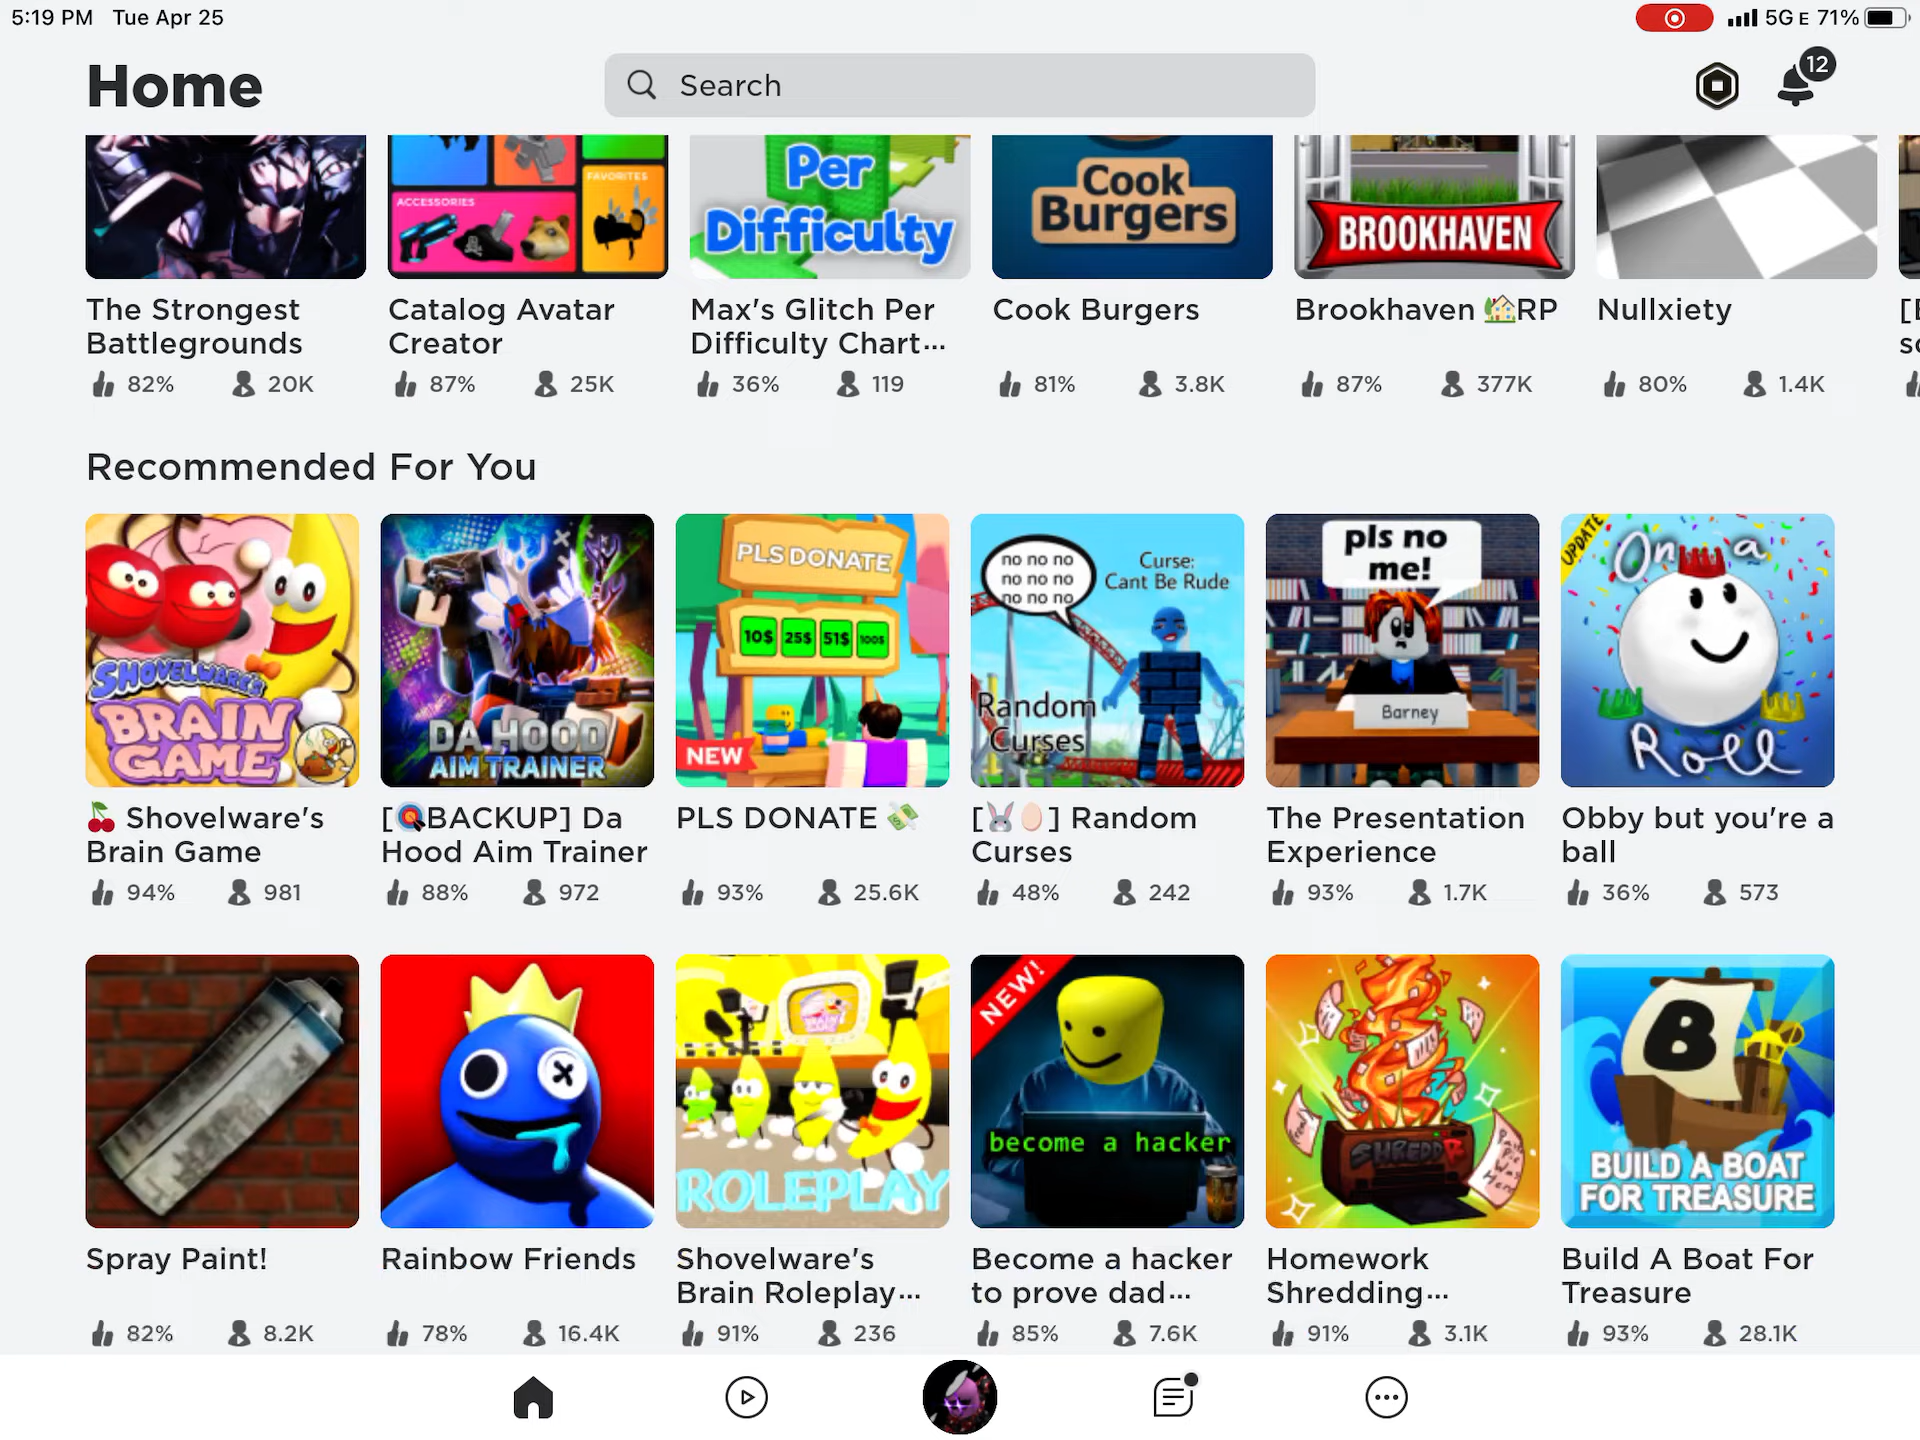 5:19 PM Tue Apr 25
5G E 71%
Home
Search
12
FAVORITES
ACCESSORIES
Per
Difficulty
Cook
Burgers
BROOKHAVEN
The Strongest
Battlegrounds
82% 20K
Catalog Avatar
Creator
87% 25K
Max's Glitch Per
Difficulty Chart...
36% 119
Cook Burgers
81% 3.8K
Brookhaven 🏡RP
87% 377K
Nullxiety
80% 1.4K
Recommended For You
SHOVELWARE'S
BRAIN
GAME
DA HOOD
AIM TRAINER
PLS DONATE
10$ 25$ 51$ 100$
NEW
no no no
no no no
no no no
Curse:
Cant Be Rude
Random
Curses
pls no
me!
Barney
UPDATE
On a
Roll
🍒 Shovelware's
Brain Game
94% 981
[🎯BACKUP] Da
Hood Aim Trainer
88% 972
PLS DONATE 💸
93% 25.6K
[🐰🥚] Random
Curses
48% 242
The Presentation
Experience
93% 1.7K
Obby but you're a
ball
36% 573
ROLEPLAY
NEW!
become a hacker
SHREDDR
B
BUILD A BOAT
FOR TREASURE
Spray Paint!
82% 8.2K
Rainbow Friends
78% 16.4K
Shovelware's
Brain Roleplay...
91% 236
Become a hacker
to prove dad...
85% 7.6K
Homework
Shredding...
91% 3.1K
Build A Boat For
Treasure
93% 28.1K